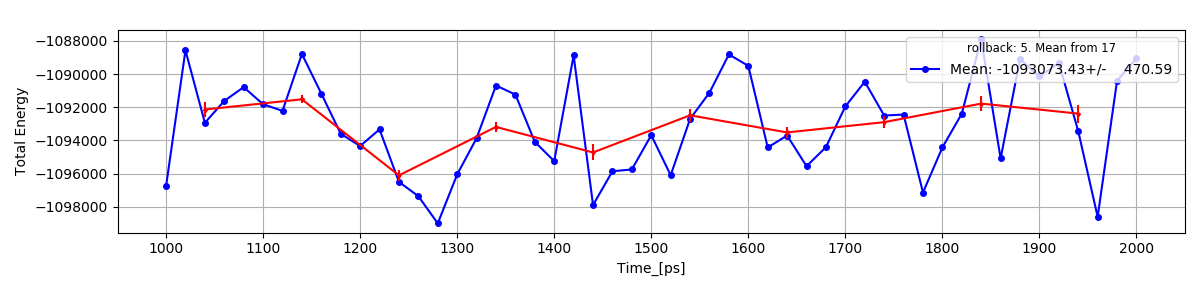 rollback: 5. Mean from 17
Mean: -1093073.43+/- 470.59
Total Energy
−1088000
−1090000
−1092000
−1094000
−1096000
−1098000
1000 1100 1200 1300 1400 1500 1600 1700 1800 1900 2000
Time_[ps]